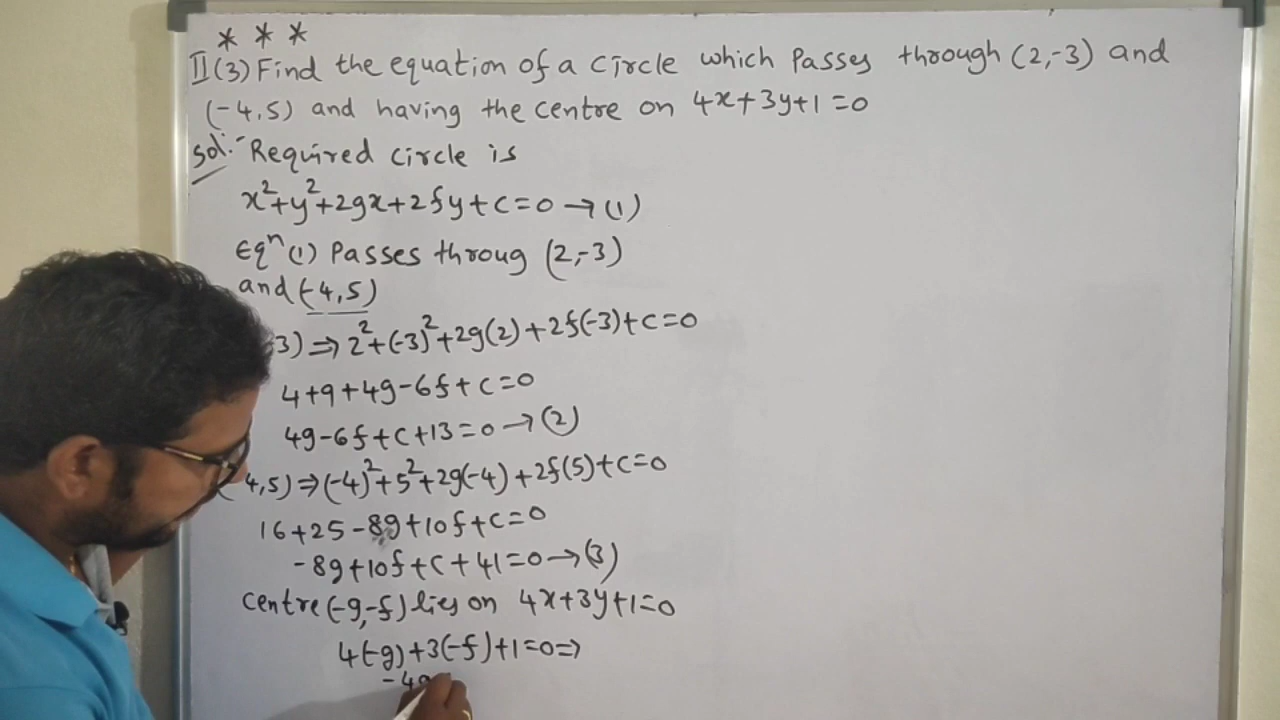 * * *
II (3) Find the equation of a circle which Passes through (2,-3) and
(-4,5) and having the centre on 4x+3y+1=0
Sol:- Required circle is
x²+y²+2gx+2fy+c=0 → (1)
Eqⁿ (1) Passes throug (2,-3)
and (-4,5)
3) ⇒ 2²+(-3)²+2g(2)+2f(-3)+c=0
4+9+4g-6f+c=0
4g-6f+c+13=0 → (2)
(-4,5) ⇒ (-4)²+5²+2g(-4)+2f(5)+c=0
16+25-8g+10f+c=0
-8g+10f+c+41=0 → (3)
centre (-g,-f) lies on 4x+3y+1=0
4(-g)+3(-f)+1=0 ⇒
-4g